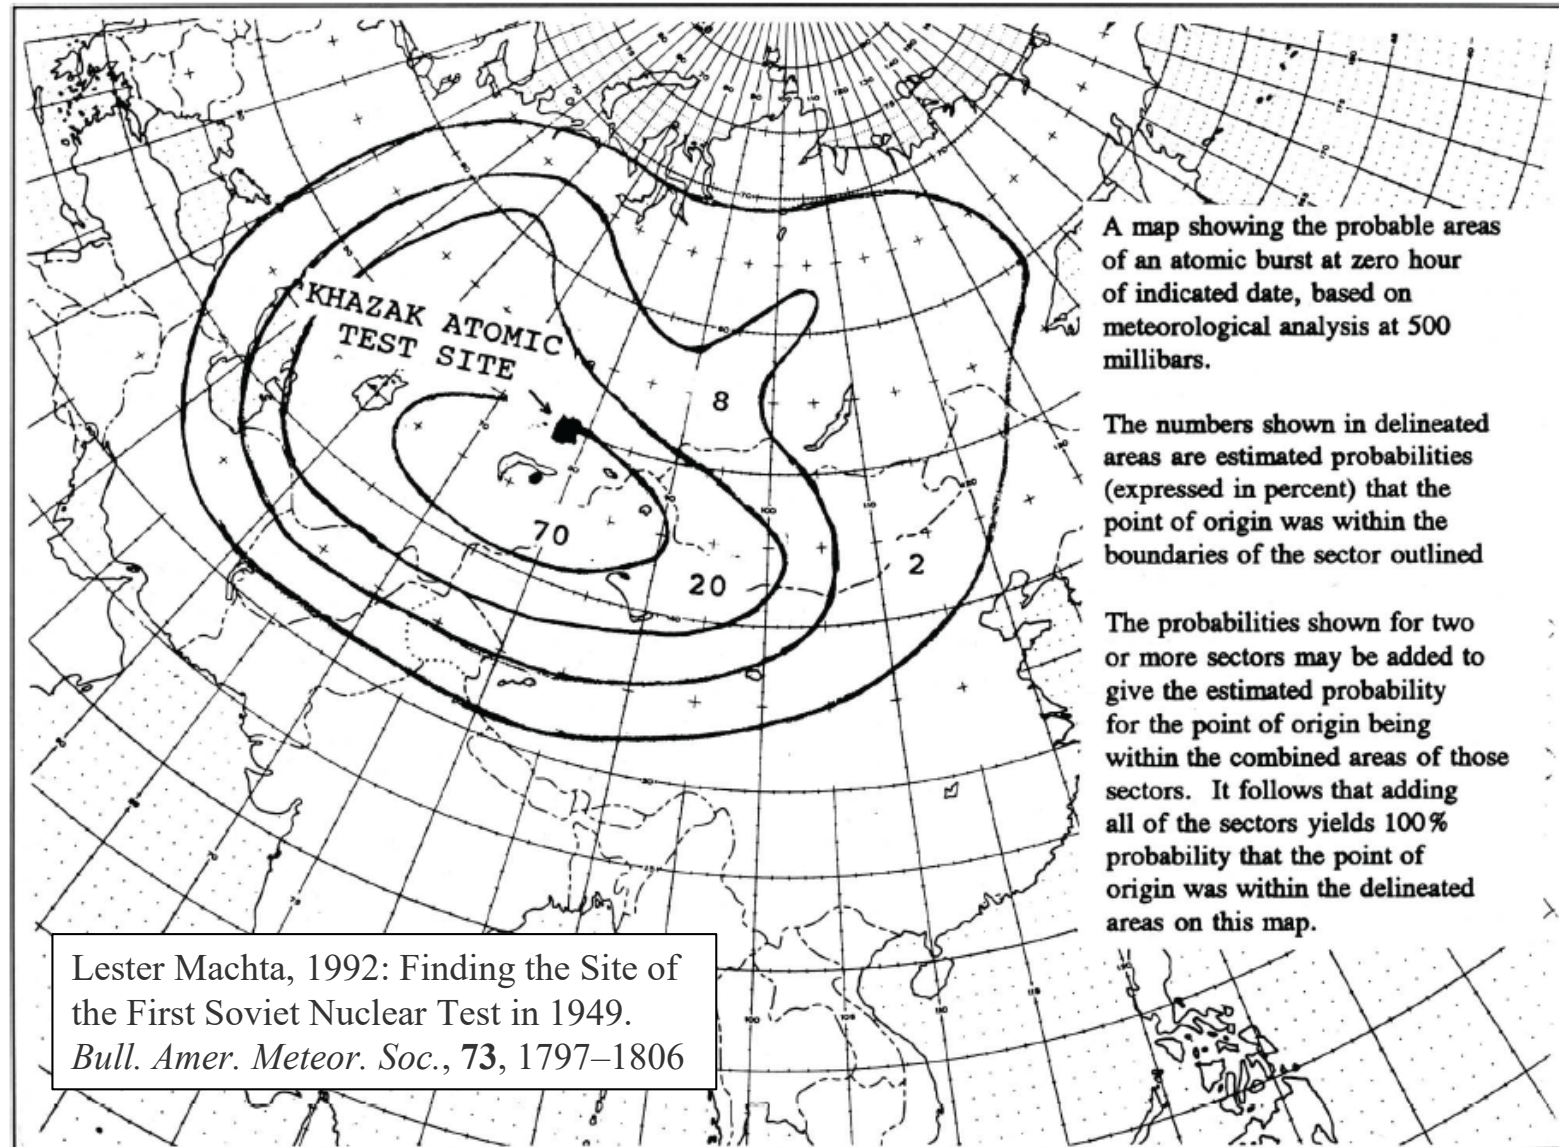 KHAZAK ATOMIC
TEST SITE
8
70
20
2
A map showing the probable areas
of an atomic burst at zero hour
of indicated date, based on
meteorological analysis at 500
millibars.
The numbers shown in delineated
areas are estimated probabilities
(expressed in percent) that the
point of origin was within the
boundaries of the sector outlined
The probabilities shown for two
or more sectors may be added to
give the estimated probability
for the point of origin being
within the combined areas of those
sectors. It follows that adding
all of the sectors yields 100%
probability that the point of
origin was within the delineated
areas on this map.
Lester Machta, 1992: Finding the Site of
the First Soviet Nuclear Test in 1949.
Bull. Amer. Meteor. Soc., 73, 1797–1806